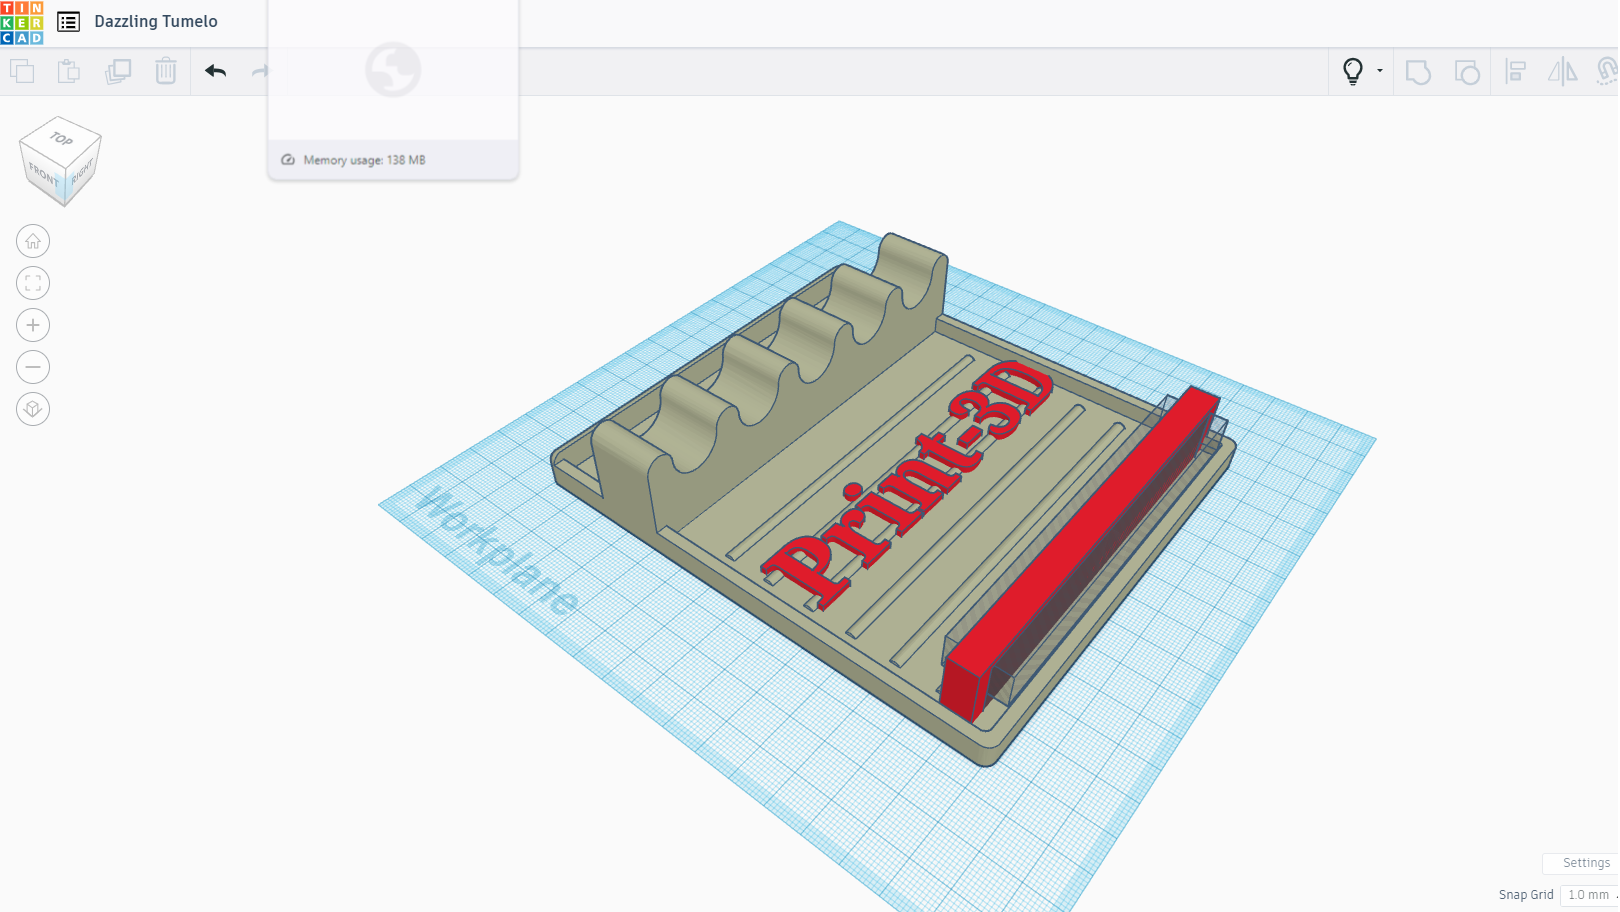 TIN
KER
CAD
Dazzling Tumelo
Memory usage: 138 MB
TOP
FRONT
RIGHT
Workplane
Print-3D
Settings
Snap Grid 1.0 mm